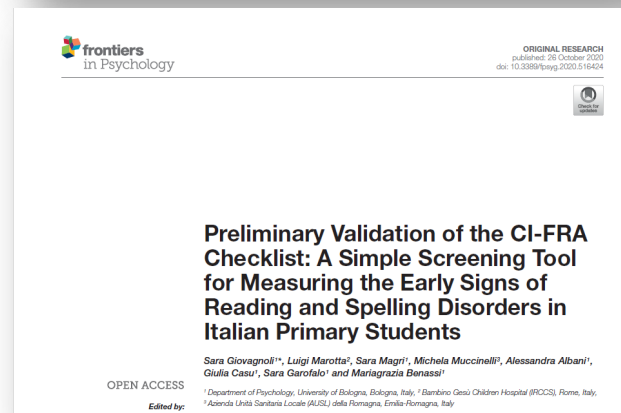 frontiers
in Psychology
ORIGINAL RESEARCH
published: 26 October 2020
doi: 10.3389/fpsyg.2020.516424
Check for
updates
Preliminary Validation of the CI-FRA
Checklist: A Simple Screening Tool
for Measuring the Early Signs of
Reading and Spelling Disorders in
Italian Primary Students
Sara Giovagnoli¹*, Luigi Marotta², Sara Magri¹, Michela Muccinelli³, Alessandra Albani¹,
Giulia Casu¹, Sara Garofalo¹ and Mariagrazia Benassi¹
OPEN ACCESS
¹ Department of Psychology, University of Bologna, Bologna, Italy, ² Bambino Gesù Children Hospital (IRCCS), Rome, Italy,
³ Azienda Unità Sanitaria Locale (AUSL) della Romagna, Emilia-Romagna, Italy
Edited by: